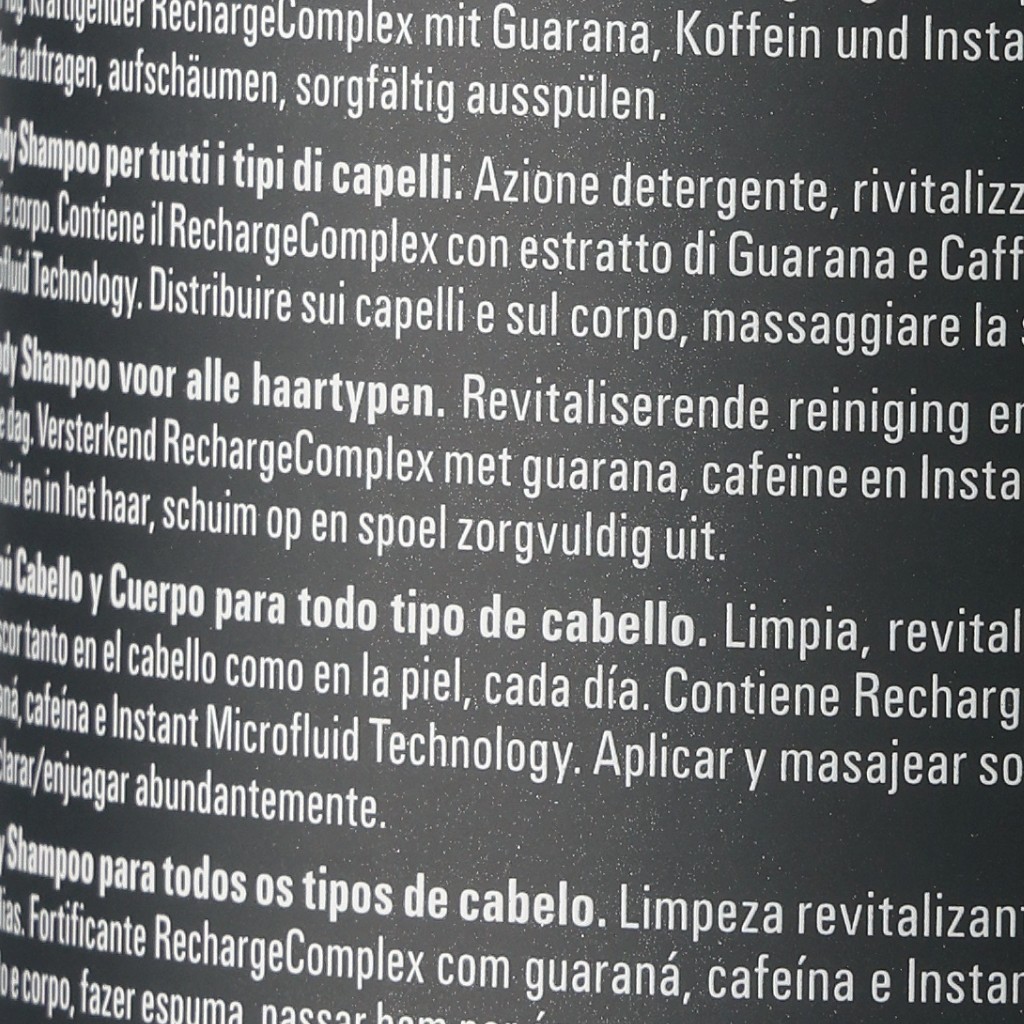 RechargeComplex mit Guarana, Koffein und Insta
auftragen, aufschäumen, sorgfältig ausspülen.
Shampoo per tutti i tipi di capelli. Azione detergente, rivitalizz
e corpo. Contiene il RechargeComplex con estratto di Guarana e Caff
Technology. Distribuire sui capelli e sul corpo, massaggiare la
Shampoo voor alle haartypen. Revitaliserende reiniging en
dag. Versterkend RechargeComplex met guarana, cafeïne en Insta
en in het haar, schuim op en spoel zorgvuldig uit.
Cabello y Cuerpo para todo tipo de cabello. Limpia, revital
tanto en el cabello como en la piel, cada día. Contiene Recharg
cafeína e Instant Microfluid Technology. Aplicar y masajear so
/enjuagar abundantemente.
Shampoo para todos os tipos de cabelo. Limpeza revitalizan
Fortificante RechargeComplex com guaraná, cafeína e Instan
e corpo, fazer espuma, passar bem